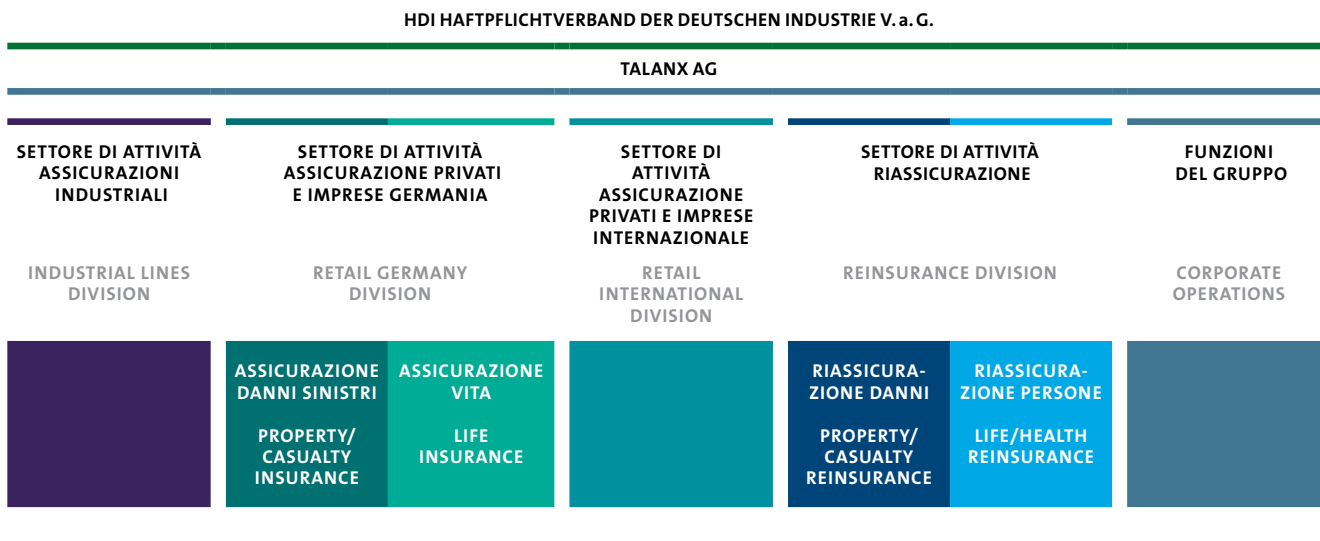 HDI HAFTPFLICHTVERBAND DER DEUTSCHEN INDUSTRIE V. a. G.
TALANX AG
SETTORE DI ATTIVITÀ
ASSICURAZIONI
INDUSTRIALI
INDUSTRIAL LINES
DIVISION
SETTORE DI ATTIVITÀ
ASSICURAZIONE PRIVATI
E IMPRESE GERMANIA
RETAIL GERMANY
DIVISION
ASSICURAZIONE
DANNI SINISTRI
PROPERTY/
CASUALTY
INSURANCE
ASSICURAZIONE
VITA
LIFE
INSURANCE
SETTORE DI
ATTIVITÀ
ASSICURAZIONE
PRIVATI E IMPRESE
INTERNAZIONALE
RETAIL
INTERNATIONAL
DIVISION
SETTORE DI ATTIVITÀ
RIASSICURAZIONE
REINSURANCE DIVISION
RIASSICURA-
ZIONE DANNI
PROPERTY/
CASUALTY
REINSURANCE
RIASSICURA-
ZIONE PERSONE
LIFE/HEALTH
REINSURANCE
FUNZIONI
DEL GRUPPO
CORPORATE
OPERATIONS